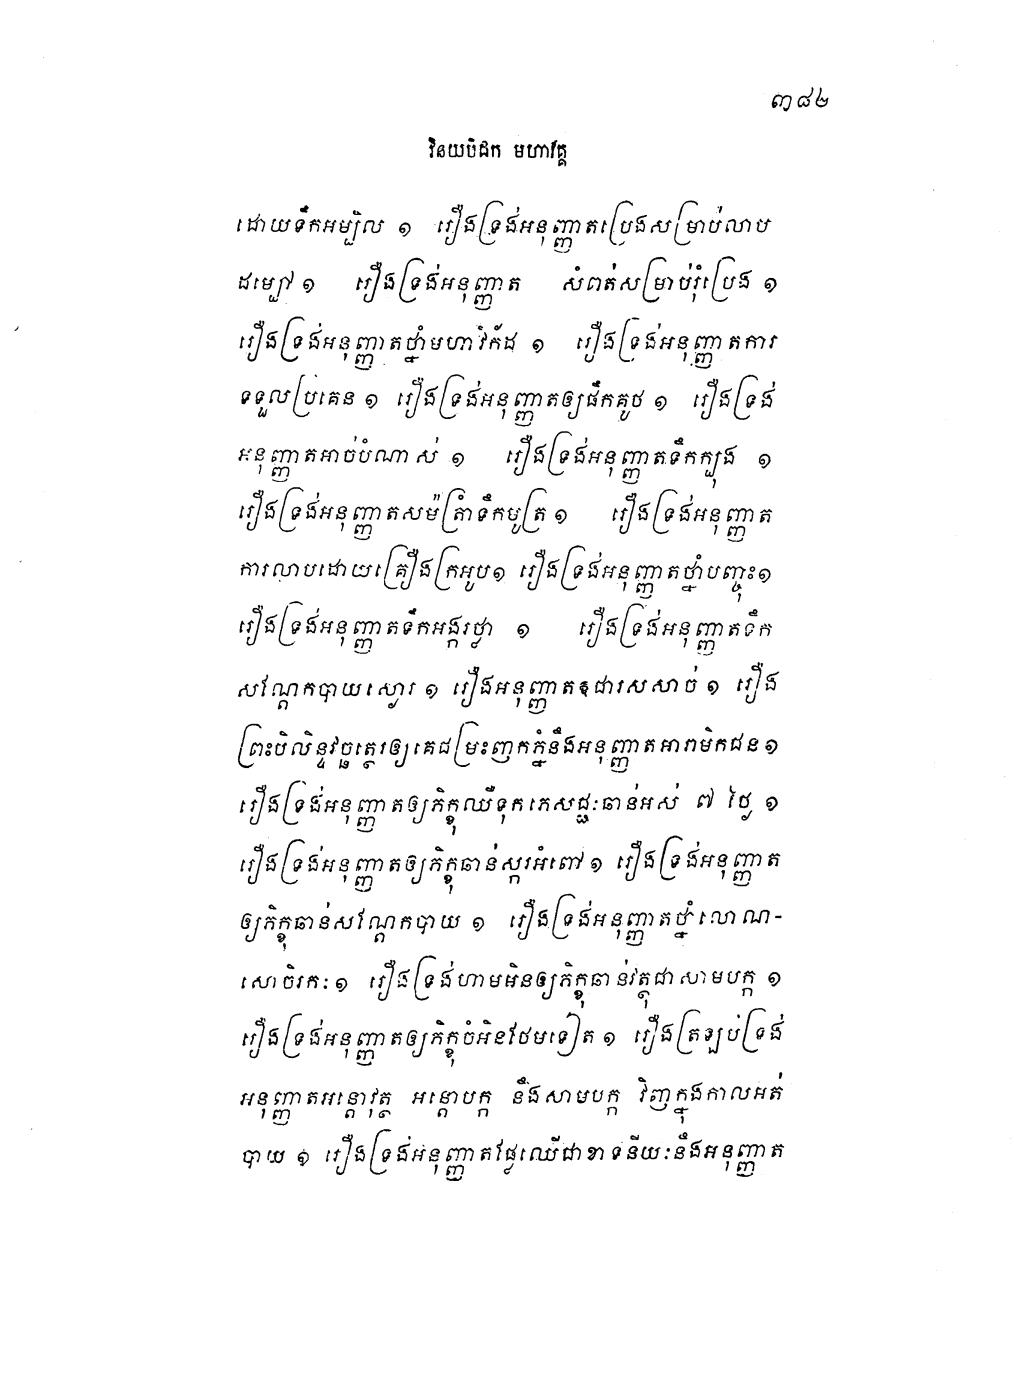 ៣៨២
វិនយបិដក មហាវគ្គ
ដោយទឹកអម្បិល ១ រឿងទ្រង់អនុញ្ញាតប្រេងសម្រាប់លាប
ដម្បៅ ១ រឿងទ្រង់អនុញ្ញាត សំពត់សម្រាប់រុំប្រេង ១
រឿងទ្រង់អនុញ្ញាតថ្នាំមហាវិក័ដ ១ រឿងទ្រង់អនុញ្ញាតការ
ទទួលប្រគេន ១ រឿងទ្រង់អនុញ្ញាតឲ្យផឹកគូថ ១ រឿងទ្រង់
អនុញ្ញាតអាច់បំណាស់ ១ រឿងទ្រង់អនុញ្ញាតទឹកក្បុង ១
រឿងទ្រង់អនុញ្ញាតសម៉ត្រាំទឹកមូត្រ ១ រឿងទ្រង់អនុញ្ញាត
ការលាបដោយគ្រឿងក្រអូប ១ រឿងទ្រង់អនុញ្ញាតថ្នាំបញ្ចុះ ១
រឿងទ្រង់អនុញ្ញាតទឹកអង្ករថ្លា ១ រឿងទ្រង់អនុញ្ញាតទឹក
សណ្តែកបាយស្ងោរ ១ រឿងអនុញ្ញាតជារសសាច់ ១ រឿង
ព្រះបិលិន្ទវច្ឆត្ថេរឲ្យគេជម្រះញកភ្នំនឹងអនុញ្ញាតអារាមិកជន ១
រឿងទ្រង់អនុញ្ញាតឲ្យភិក្ខុឈឺទុកភេសជ្ជៈឆាន់អស់ ៧ ថ្ងៃ ១
រឿងទ្រង់អនុញ្ញាតឲ្យភិក្ខុឆាន់ស្ករអំពៅ ១ រឿងទ្រង់អនុញ្ញាត
ឲ្យភិក្ខុឆាន់សណ្តែកបាយ ១ រឿងទ្រង់អនុញ្ញាតថ្នាំលោណ-
សោចិរកៈ ១ រឿងទ្រង់ហាមមិនឲ្យភិក្ខុឆាន់វត្ថុជាសាមបក្ក ១
រឿងទ្រង់អនុញ្ញាតឲ្យភិក្ខុចំអិនថែមទៀត ១ រឿងត្រឡប់ទ្រង់
អនុញ្ញាតអន្តោវុត្ថ អន្តោបក្ក នឹងសាមបក្ក វិញក្នុងកាលអត់
បាយ ១ រឿងទ្រង់អនុញ្ញាតផ្លែឈើជាខាទនីយៈនឹងអនុញ្ញាត